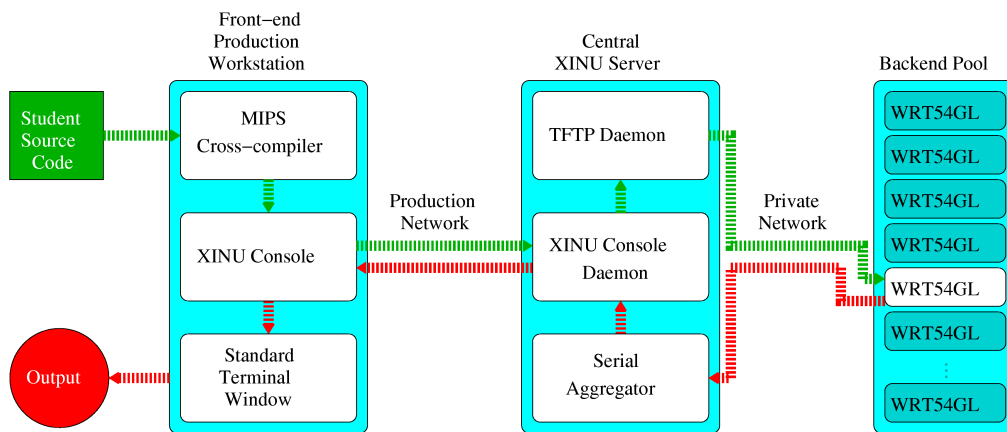 Front-end
Production
Workstation
Central
XINU Server
Backend Pool
Student
Source
Code
MIPS
Cross-compiler
TFTP Daemon
WRT54GL
WRT54GL
WRT54GL
WRT54GL
WRT54GL
WRT54GL
WRT54GL
Production
Network
Private
Network
XINU Console
XINU Console
Daemon
Output
Standard
Terminal
Window
Serial
Aggregator